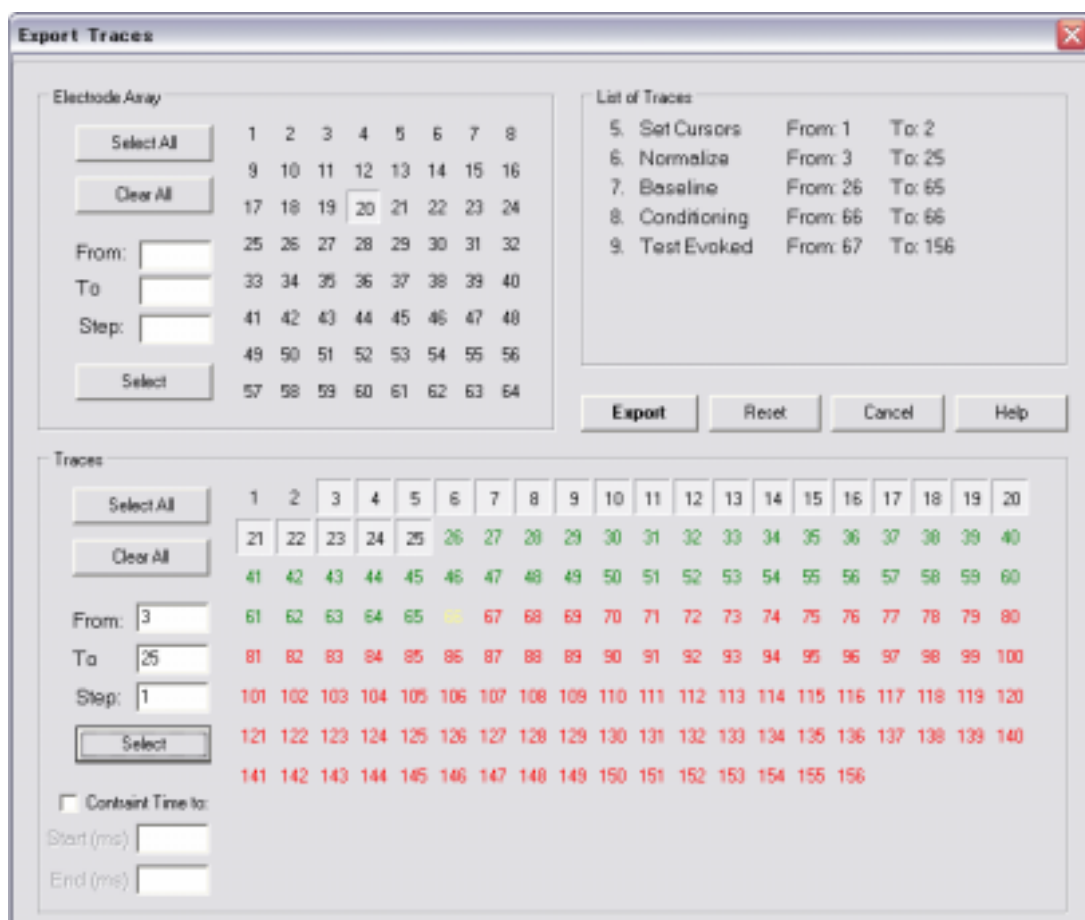 Export Traces
Electrode Array
Select All
Clear All
From:
To
Step:
Select
1 2 3 4 5 6 7 8
9 10 11 12 13 14 15 16
17 18 19 20 21 22 23 24
25 26 27 28 29 30 31 32
33 34 35 36 37 38 39 40
41 42 43 44 45 46 47 48
49 50 51 52 53 54 55 56
57 58 59 60 61 62 63 64
List of Traces
5. Set Cursors From: 1 To: 2
6. Normalize From: 3 To: 25
7. Baseline From: 26 To: 65
8. Conditioning From: 66 To: 66
9. Test Evoked From: 67 To: 156
Export Reset Cancel Help
Traces
Select All
Clear All
From: 3
To 25
Step: 1
Select
Contraint Time to:
Start (ms)
End (ms)
1 2 3 4 5 6 7 8 9 10 11 12 13 14 15 16 17 18 19 20
21 22 23 24 25 26 27 28 29 30 31 32 33 34 35 36 37 38 39 40
41 42 43 44 45 46 47 48 49 50 51 52 53 54 55 56 57 58 59 60
61 62 63 64 65 66 67 68 69 70 71 72 73 74 75 76 77 78 79 80
81 82 83 84 85 86 87 88 89 90 91 92 93 94 95 96 97 98 99 100
101 102 103 104 105 106 107 108 109 110 111 112 113 114 115 116 117 118 119 120
121 122 123 124 125 126 127 128 129 130 131 132 133 134 135 136 137 138 139 140
141 142 143 144 145 146 147 148 149 150 151 152 153 154 155 156